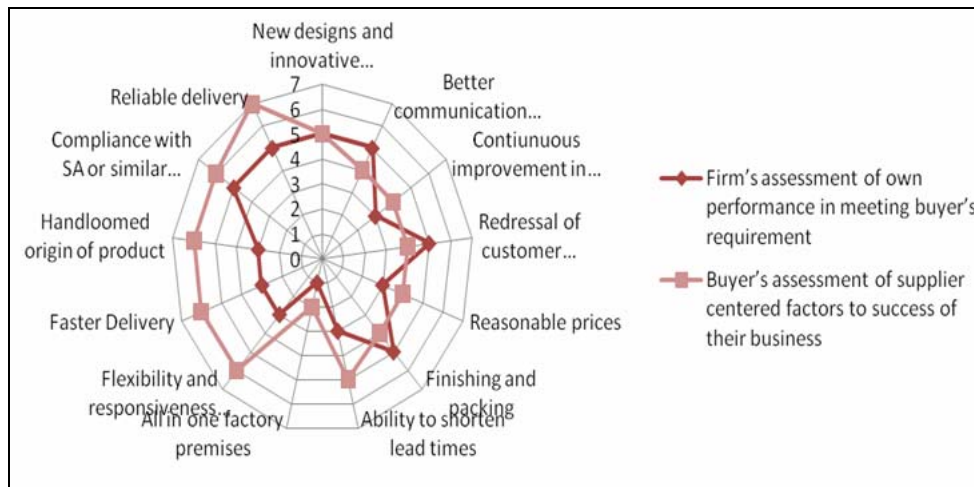 New designs and
innovative...
Better
communication...
Contiunuous
improvement in...
Redressal of
customer...
Reasonable prices
Finishing and
packing
Ability to shorten
lead times
All in one factory
premises
Flexibility and
responsiveness...
Faster Delivery
Handloomed
origin of product
Compliance with
SA or similar...
Reliable delivery
7
6
5
4
3
2
1
0
Firm's assessment of own
performance in meeting buyer's
requirement
Buyer's assessment of supplier
centered factors to success of
their business